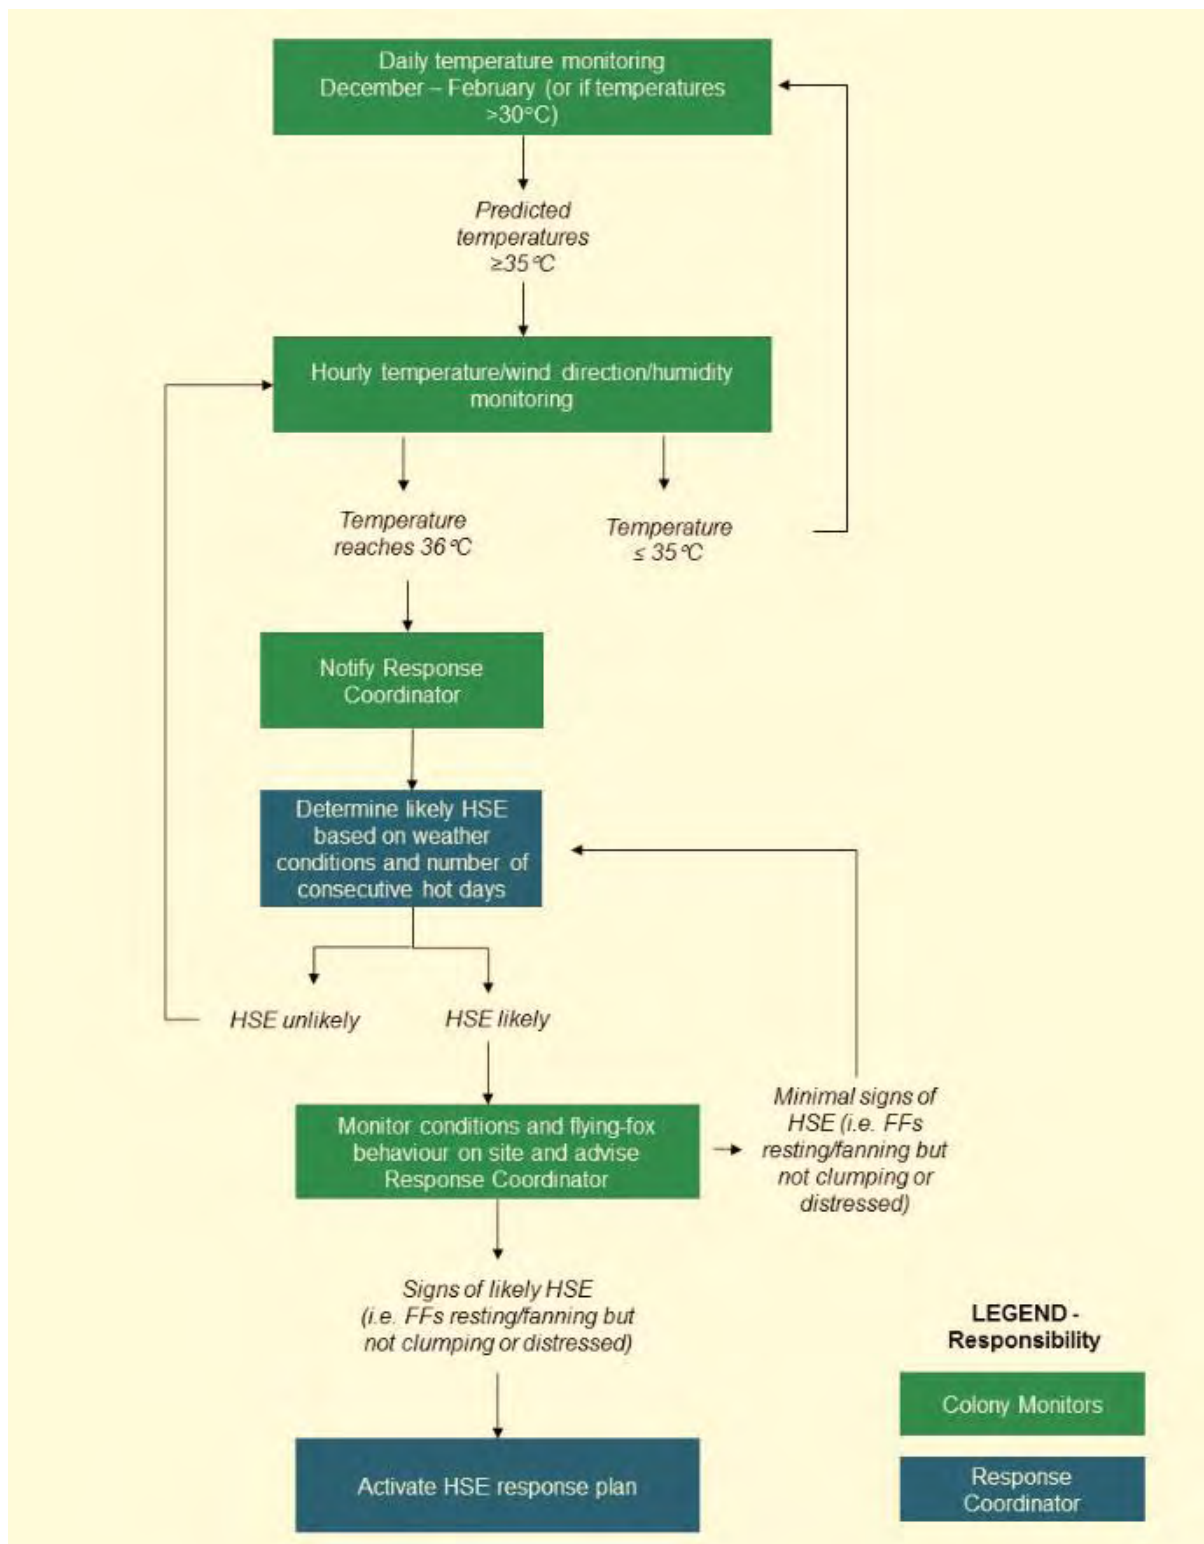 Daily temperature monitoring
December – February (or if temperatures
>30°C)
Predicted
temperatures
≥35°C
Hourly temperature/wind direction/humidity
monitoring
Temperature
reaches 36°C
Temperature
≤ 35°C
Notify Response
Coordinator
Determine likely HSE
based on weather
conditions and number of
consecutive hot days
HSE unlikely
HSE likely
Monitor conditions and flying-fox
behaviour on site and advise
Response Coordinator
Minimal signs of
HSE (i.e. FFs
resting/fanning but
not clumping or
distressed)
Signs of likely HSE
(i.e. FFs resting/fanning but
not clumping or distressed)
Activate HSE response plan
LEGEND -
Responsibility
Colony Monitors
Response
Coordinator